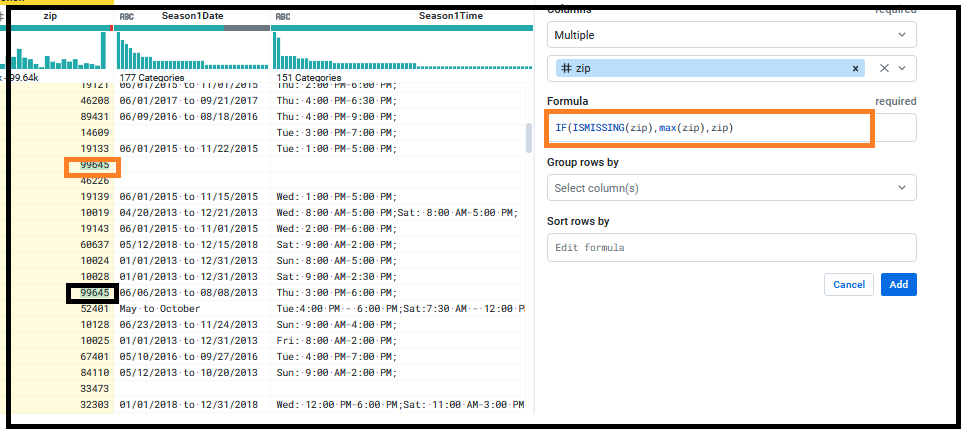 Columns required
zip ABC Season1Date ABC Season1Time
Multiple
99.64k 177 Categories 151 Categories
# zip × ×
19121 06/01/2015·to·11/01/2015 Thu:·2:00·PM-6:00·PM;
46208 06/01/2017·to·09/21/2017 Thu:·4:00·PM-6:30·PM;
Formula required
89431 06/09/2016·to·08/18/2016 Thu:·4:00·PM-9:00·PM;
IF(ISMISSING(zip),max(zip),zip)
14609 Tue:·3:00·PM-7:00·PM;
19133 06/01/2015·to·11/22/2015 Tue:·1:00·PM-5:00·PM;
99645
Group rows by
46226
Select column(s)
19139 06/01/2015·to·11/15/2015 Wed:·1:00·PM-5:00·PM;
10019 04/20/2013·to·12/21/2013 Wed:·8:00·AM-5:00·PM;Sat:·8:00·AM-5:00·PM;
Sort rows by
19143 06/01/2015·to·11/01/2015 Wed:·2:00·PM-6:00·PM;
60637 05/12/2018·to·12/15/2018 Sat:·9:00·AM-2:00·PM;
Edit formula
10024 01/01/2013·to·12/31/2013 Sun:·8:00·AM-5:00·PM;
10028 01/01/2013·to·12/31/2013 Sat:·9:00·AM-2:30·PM;
Cancel Add
99645 06/06/2013·to·08/08/2013 Thu:·3:00·PM-6:00·PM;
52401 May·to·October Tue:4:00·PM·-·6:00·PM;Sat:7:30·AM·-·12:00·P
10128 06/23/2013·to·11/24/2013 Sun:·9:00·AM-4:00·PM;
10025 01/01/2013·to·12/31/2013 Fri:·8:00·AM-2:00·PM;
67401 05/10/2016·to·09/27/2016 Tue:·4:00·PM-7:00·PM;
84110 05/12/2013·to·10/20/2013 Sun:·9:00·AM-2:00·PM;
33473
32303 01/01/2018·to·12/31/2018 Wed:·12:00·PM-6:00·PM;Sat:·11:00·AM-3:00·PM